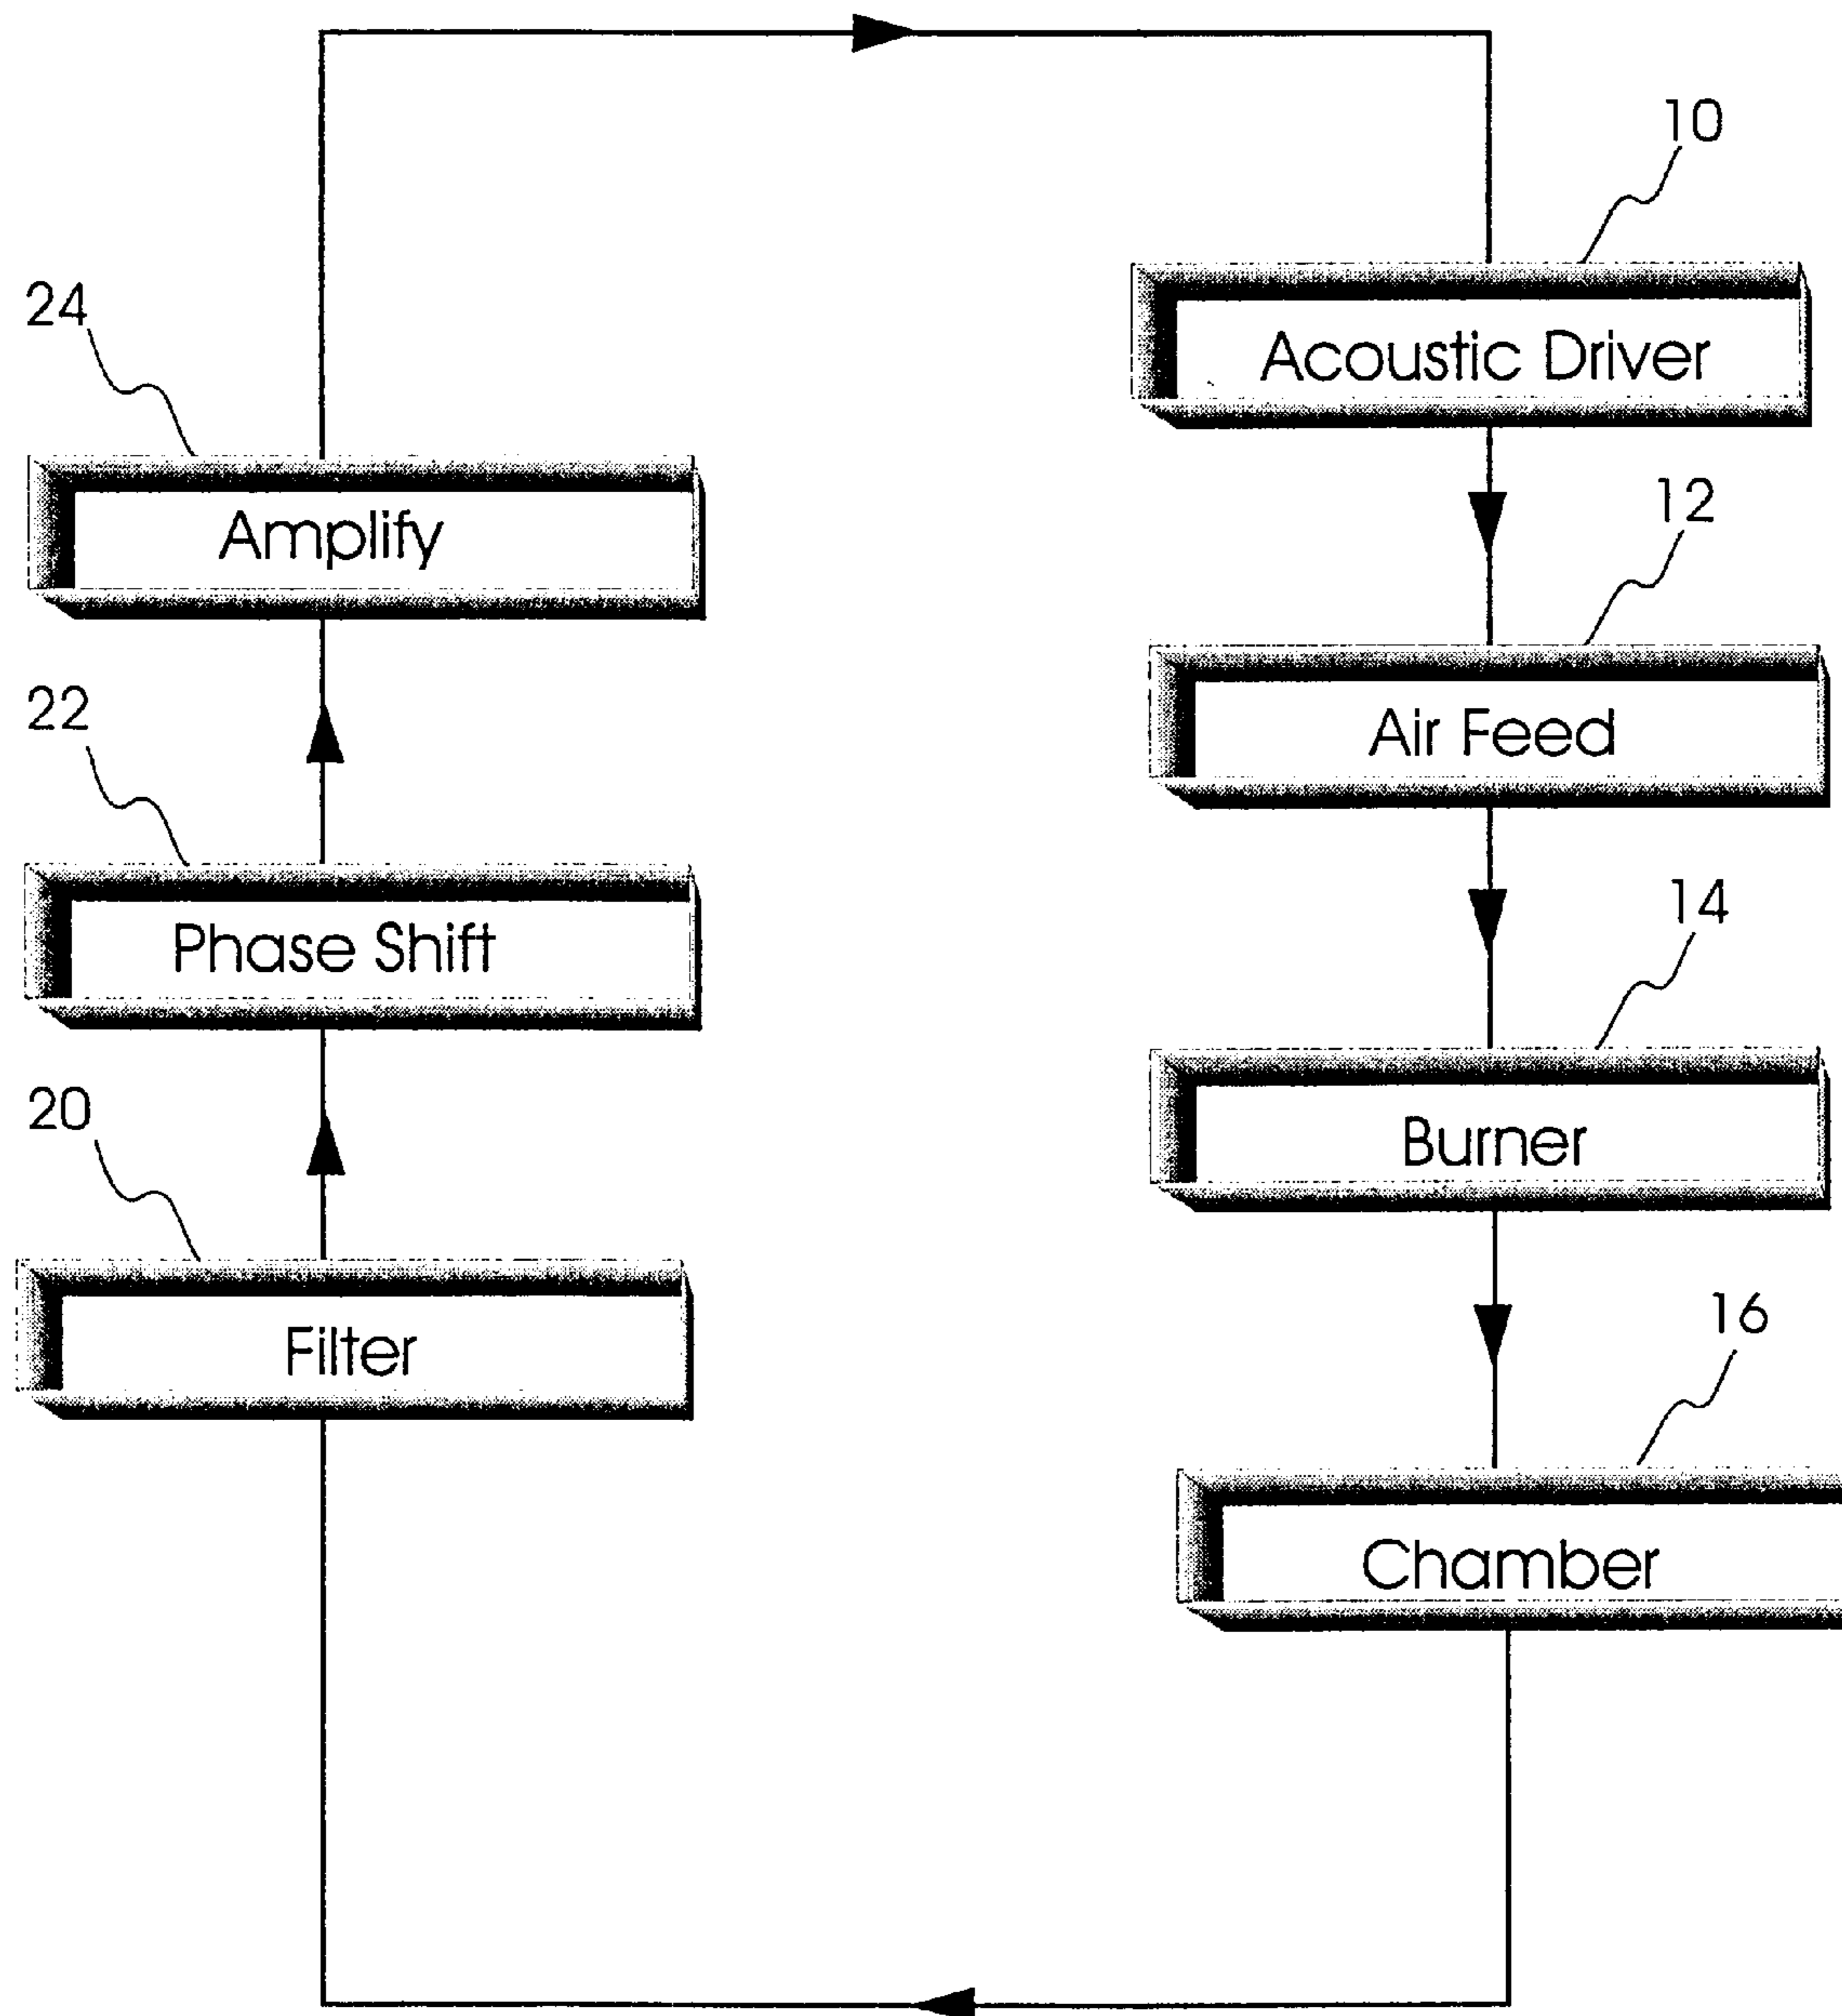 10
Acoustic Driver
24
Amplify
12
Air Feed
22
Phase Shift
14
Burner
20
Filter
16
Chamber